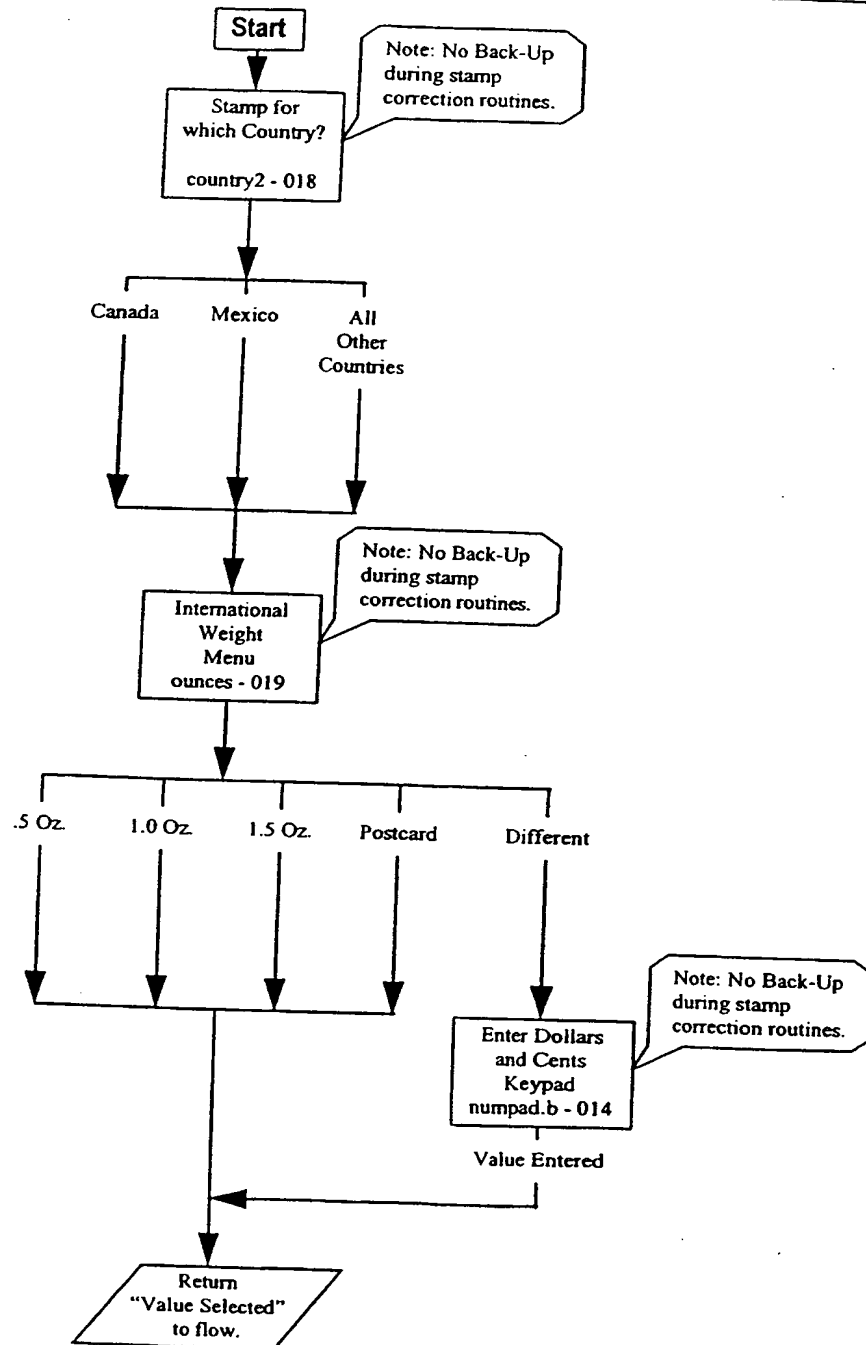 Start
Note: No Back-Up
during stamp
correction routines.
Stamp for
which Country?
country2 - 018
Canada
Mexico
All
Other
Countries
Note: No Back-Up
during stamp
correction routines.
International
Weight
Menu
ounces - 019
.5 Oz.
1.0 Oz.
1.5 Oz.
Postcard
Different
Note: No Back-Up
during stamp
correction routines.
Enter Dollars
and Cents
Keypad
numpad.b - 014
Value Entered
Return
"Value Selected"
to flow.